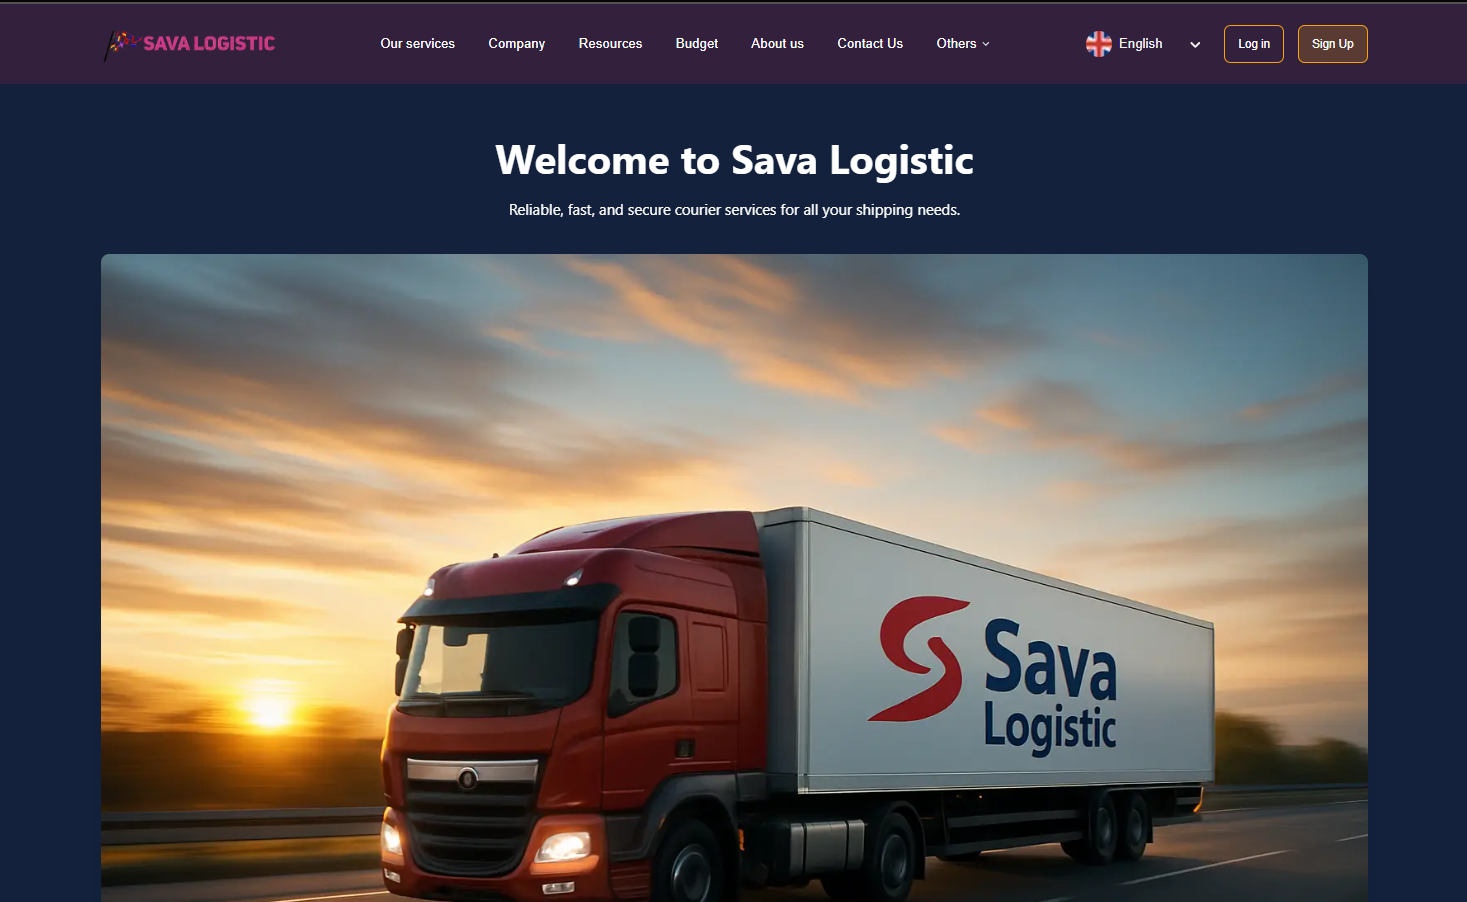 SAVA LOGISTIC
Our services
Company
Resources
Budget
About us
Contact Us
Others
English
Log in
Sign Up
Welcome to Sava Logistic
Reliable, fast, and secure courier services for all your shipping needs.
Sava
Logistic